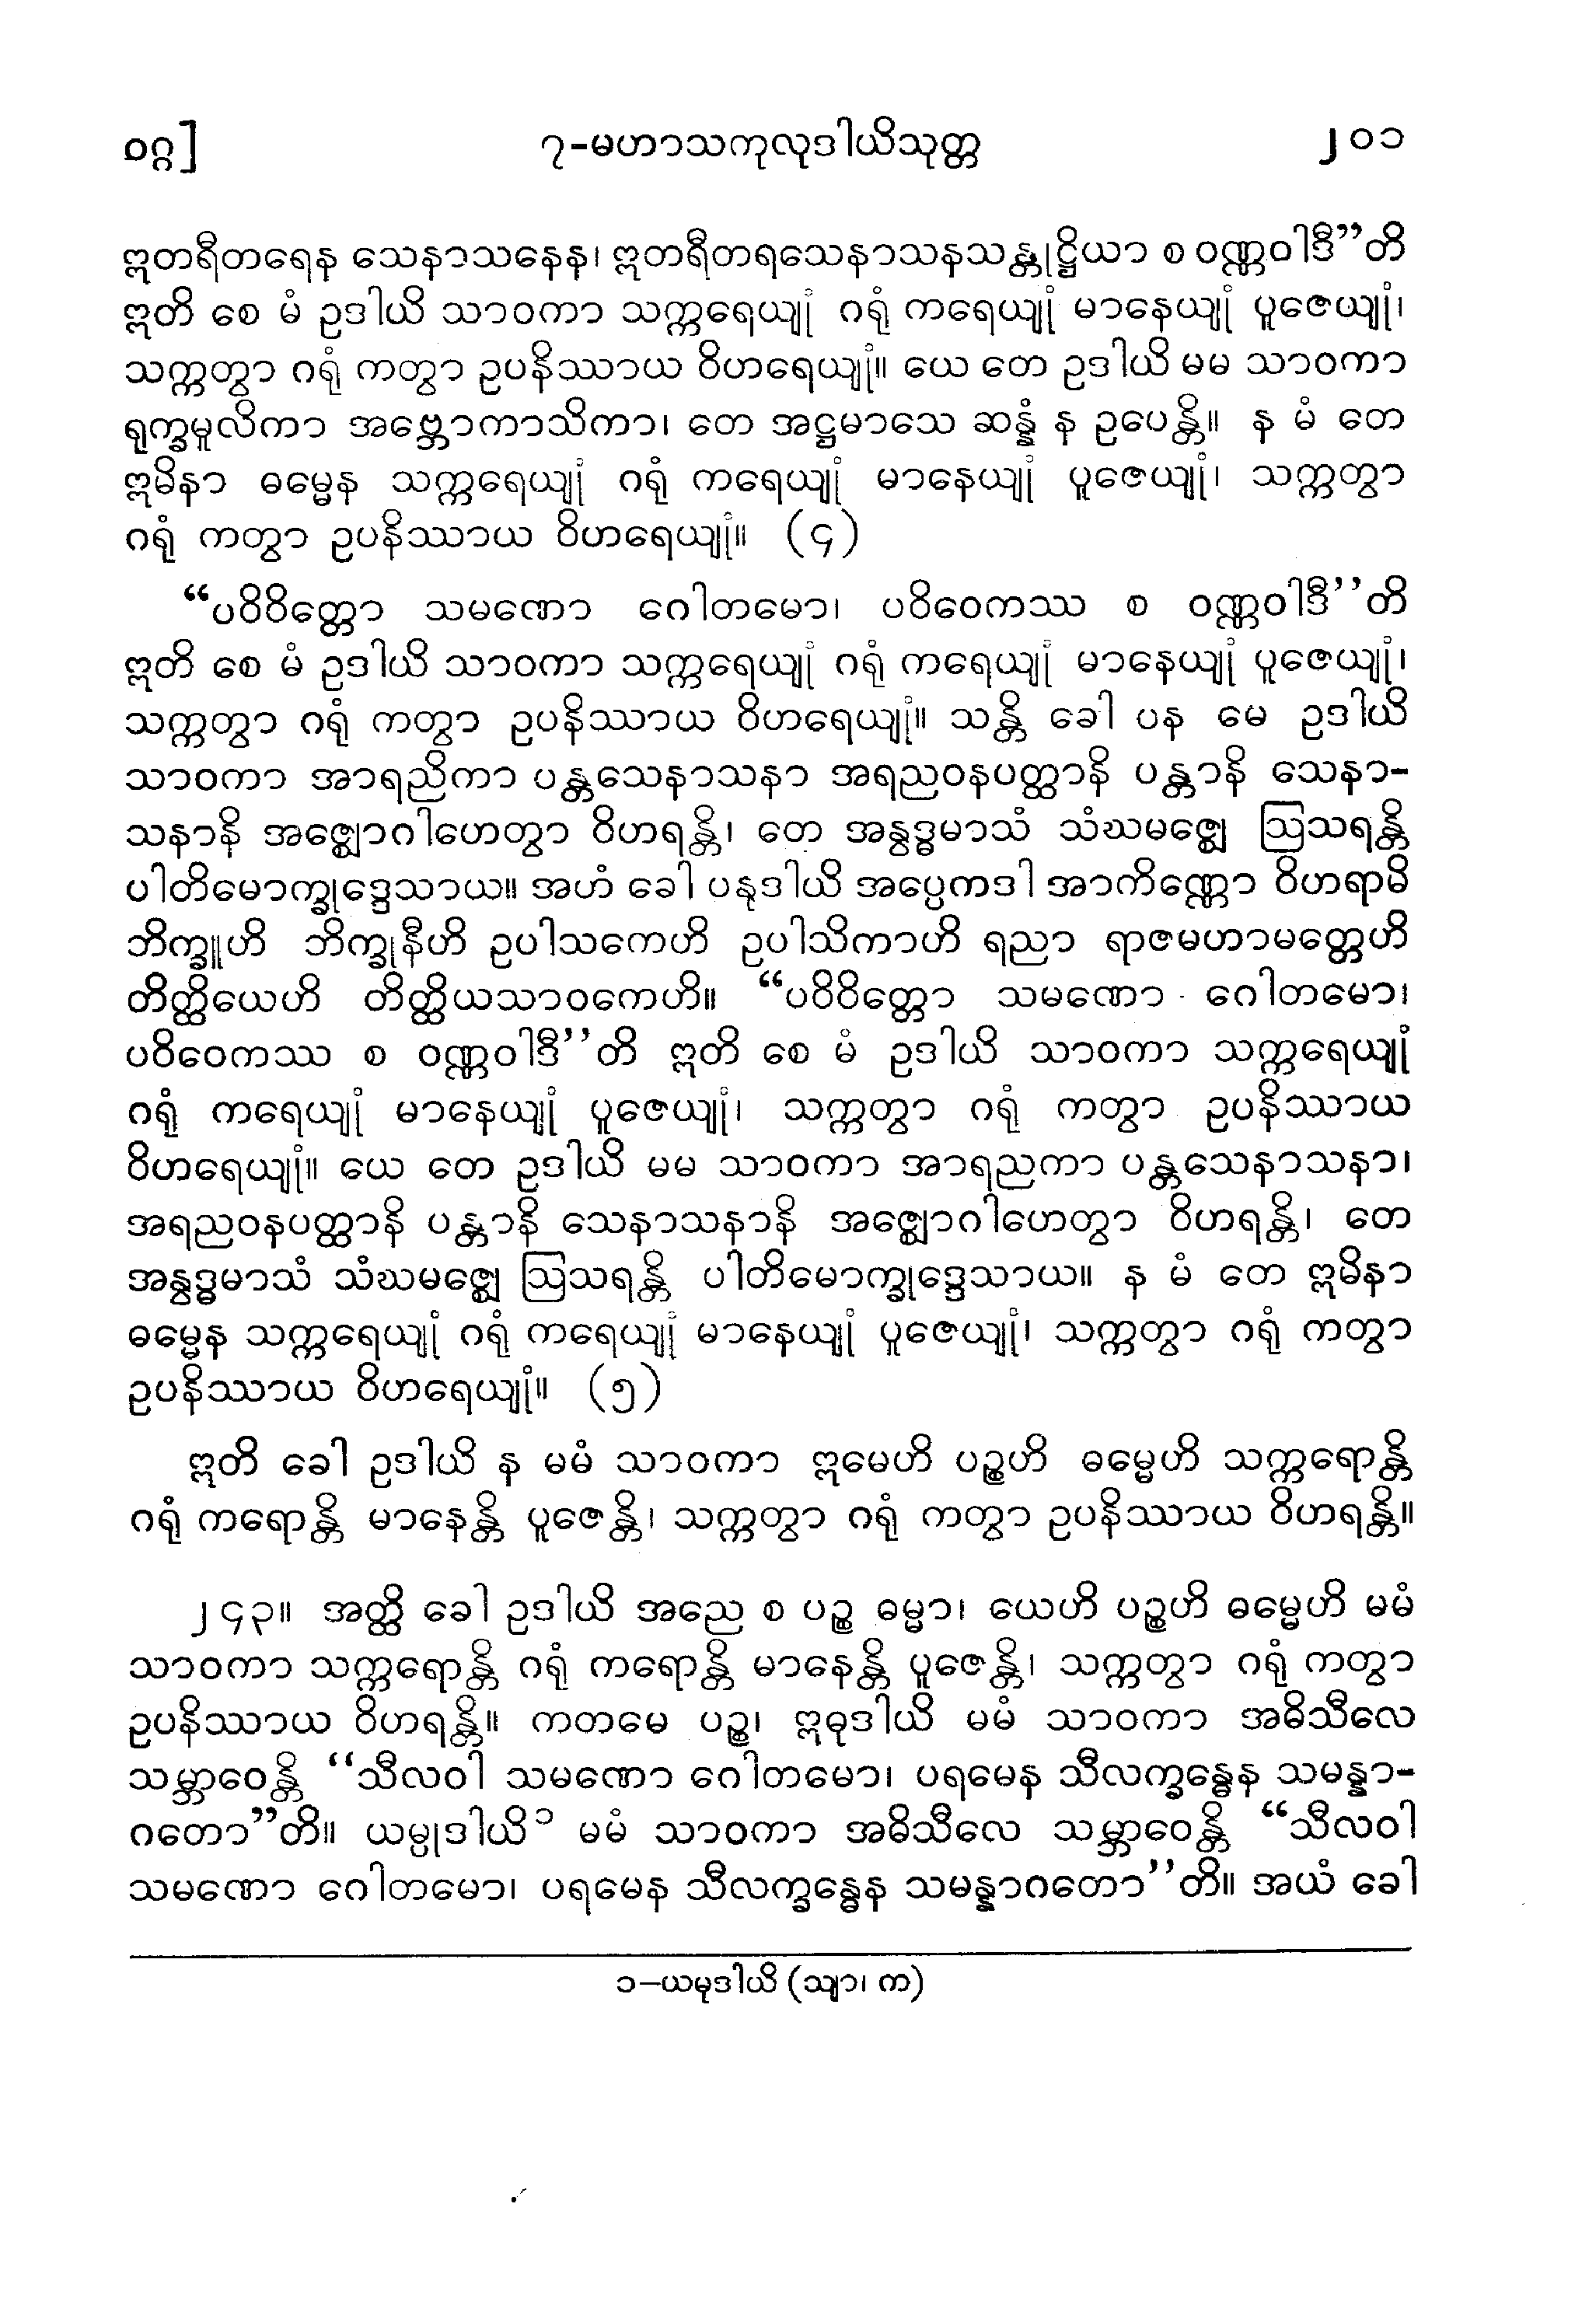 ဝဂ္ဂ]
၇-မဟာသကုလုဒါယိသုတ္တ
၂၀၁
ဣတရီတရေန သေနာသနေန၊ ဣတရီတရသေနာသနသန္တုဋ္ဌိယာ စ ဝဏ္ဏဝါဒီ”တိ
ဣတိ စေ မံ ဥဒါယိ သာဝကာ သက္ကရေယျုံ ဂရုံ ကရေယျုံ မာနေယျုံ ပူဇေယျုံ၊
သက္ကတွာ ဂရုံ ကတွာ ဥပနိဿာယ ဝိဟရေယျုံ။ ယေ တေ ဥဒါယိ မမ သာဝကာ
ရုက္ခမူလိကာ အဗ္ဘောကာသိကာ၊ တေ အဋ္ဌမာသေ ဆန္နံ န ဥပေန္တိ။ န မံ တေ
ဣမိနာ ဓမ္မေန သက္ကရေယျုံ ဂရုံ ကရေယျုံ မာနေယျုံ ပူဇေယျုံ၊ သက္ကတွာ
ဂရုံ ကတွာ ဥပနိဿာယ ဝိဟရေယျုံ။ (၄)
“ပဝိဝိတ္တော သမဏော ဂေါတမော၊ ပဝိဝေကဿ စ ဝဏ္ဏဝါဒီ’’တိ
ဣတိ စေ မံ ဥဒါယိ သာဝကာ သက္ကရေယျုံ ဂရုံ ကရေယျုံ မာနေယျုံ ပူဇေယျုံ၊
သက္ကတွာ ဂရုံ ကတွာ ဥပနိဿာယ ဝိဟရေယျုံ။ သန္တိ ခေါ ပန မေ ဥဒါယိ
သာဝကာ အာရညိကာ ပန္တသေနာသနာ အရညဝနပတ္ထာနိ ပန္တာနိ သေနာ-
သနာနိ အဇ္ဈောဂါဟေတွာ ဝိဟရန္တိ၊ တေ အနွဒ္ဓမာသံ သံဃမဇ္ဈေ ဩသရန္တိ
ပါတိမောက္ခုဒ္ဒေသာယ။ အဟံ ခေါ ပနုဒါယိ အပ္ပေကဒါ အာကိဏ္ဏော ဝိဟရာမိ
ဘိက္ခူဟိ ဘိက္ခုနီဟိ ဥပါသကေဟိ ဥပါသိကာဟိ ရညာ ရာဇမဟာမတ္တေဟိ
တိတ္ထိယေဟိ တိတ္ထိယသာဝကေဟိ။ “ပဝိဝိတ္တော သမဏော ဂေါတမော၊
ပဝိဝေကဿ စ ဝဏ္ဏဝါဒီ’’တိ ဣတိ စေ မံ ဥဒါယိ သာဝကာ သက္ကရေယျုံ
ဂရုံ ကရေယျုံ မာနေယျုံ ပူဇေယျုံ၊ သက္ကတွာ ဂရုံ ကတွာ ဥပနိဿာယ
ဝိဟရေယျုံ။ ယေ တေ ဥဒါယိ မမ သာဝကာ အာရညကာ ပန္တသေနာသနာ၊
အရညဝနပတ္ထာနိ ပန္တာနိ သေနာသနာနိ အဇ္ဈောဂါဟေတွာ ဝိဟရန္တိ၊ တေ
အနွဒ္ဓမာသံ သံဃမဇ္ဈေ ဩသရန္တိ ပါတိမောက္ခုဒ္ဒေသာယ။ န မံ တေ ဣမိနာ
ဓမ္မေန သက္ကရေယျုံ ဂရုံ ကရေယျုံ မာနေယျုံ ပူဇေယျုံ၊ သက္ကတွာ ဂရုံ ကတွာ
ဥပနိဿာယ ဝိဟရေယျုံ။ (၅)
ဣတိ ခေါ ဥဒါယိ န မမံ သာဝကာ ဣမေဟိ ပဉ္စဟိ ဓမ္မေဟိ သက္ကရောန္တိ
ဂရုံ ကရောန္တိ မာနေန္တိ ပူဇေန္တိ၊ သက္ကတွာ ဂရုံ ကတွာ ဥပနိဿာယ ဝိဟရန္တိ။
၂၄၃။ အတ္ထိ ခေါ ဥဒါယိ အညေ စ ပဉ္စ ဓမ္မာ၊ ယေဟိ ပဉ္စဟိ ဓမ္မေဟိ မမံ
သာဝကာ သက္ကရောန္တိ ဂရုံ ကရောန္တိ မာနေန္တိ ပူဇေန္တိ၊ သက္ကတွာ ဂရုံ ကတွာ
ဥပနိဿာယ ဝိဟရန္တိ။ ကတမေ ပဉ္စ၊ ဣဓုဒါယိ မမံ သာဝကာ အဓိသီလေ
သမ္ဘာဝေန္တိ ‘‘သီလဝါ သမဏော ဂေါတမော၊ ပရမေန သီလက္ခန္ဓေန သမန္နာ-
ဂတော”တိ။ ယမ္ပုဒါယိ၁ မမံ သာဝကာ အဓိသီလေ သမ္ဘာဝေန္တိ “သီလဝါ
သမဏော ဂေါတမော၊ ပရမေန သီလက္ခန္ဓေန သမန္နာဂတော’’တိ။ အယံ ခေါ
၁–ယမုဒါယိ (သျာ၊ က)